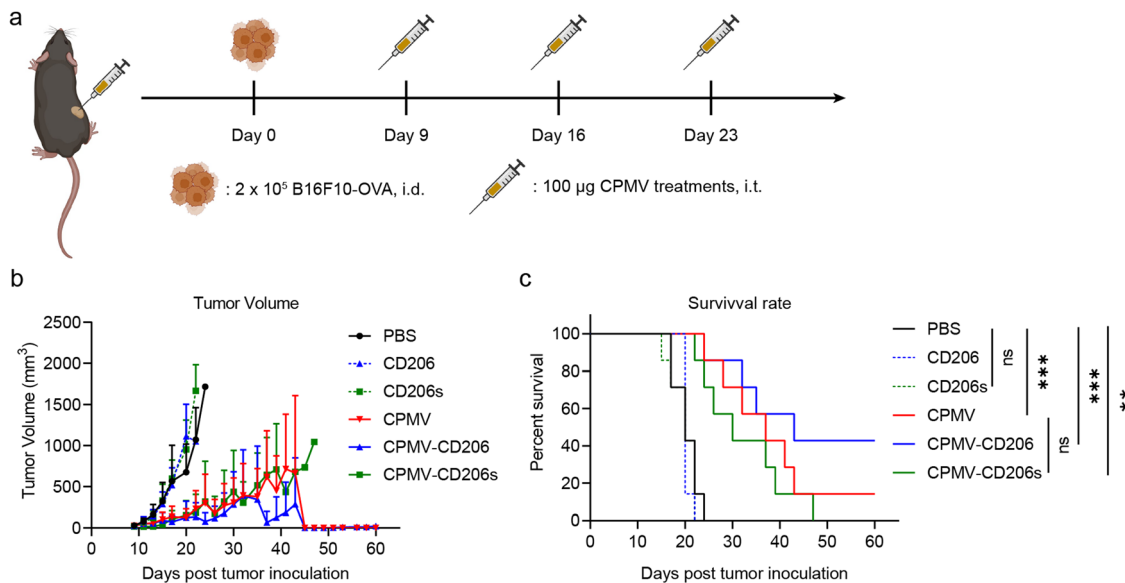 a
Day 0
Day 9
Day 16
Day 23
: 2 x 10⁵ B16F10-OVA, i.d.
: 100 µg CPMV treatments, i.t.
b
Tumor Volume
Tumor Volume (mm³)
2500
2000
1500
1000
500
0
0
10
20
30
40
50
60
Days post tumor inoculation
PBS
CD206
CD206s
CPMV
CPMV-CD206
CPMV-CD206s
c
Survivval rate
Percent survival
100
80
60
40
20
0
0
20
40
60
Days post tumor inoculation
PBS
CD206
CD206s
CPMV
CPMV-CD206
CPMV-CD206s
ns
***
ns
***
**